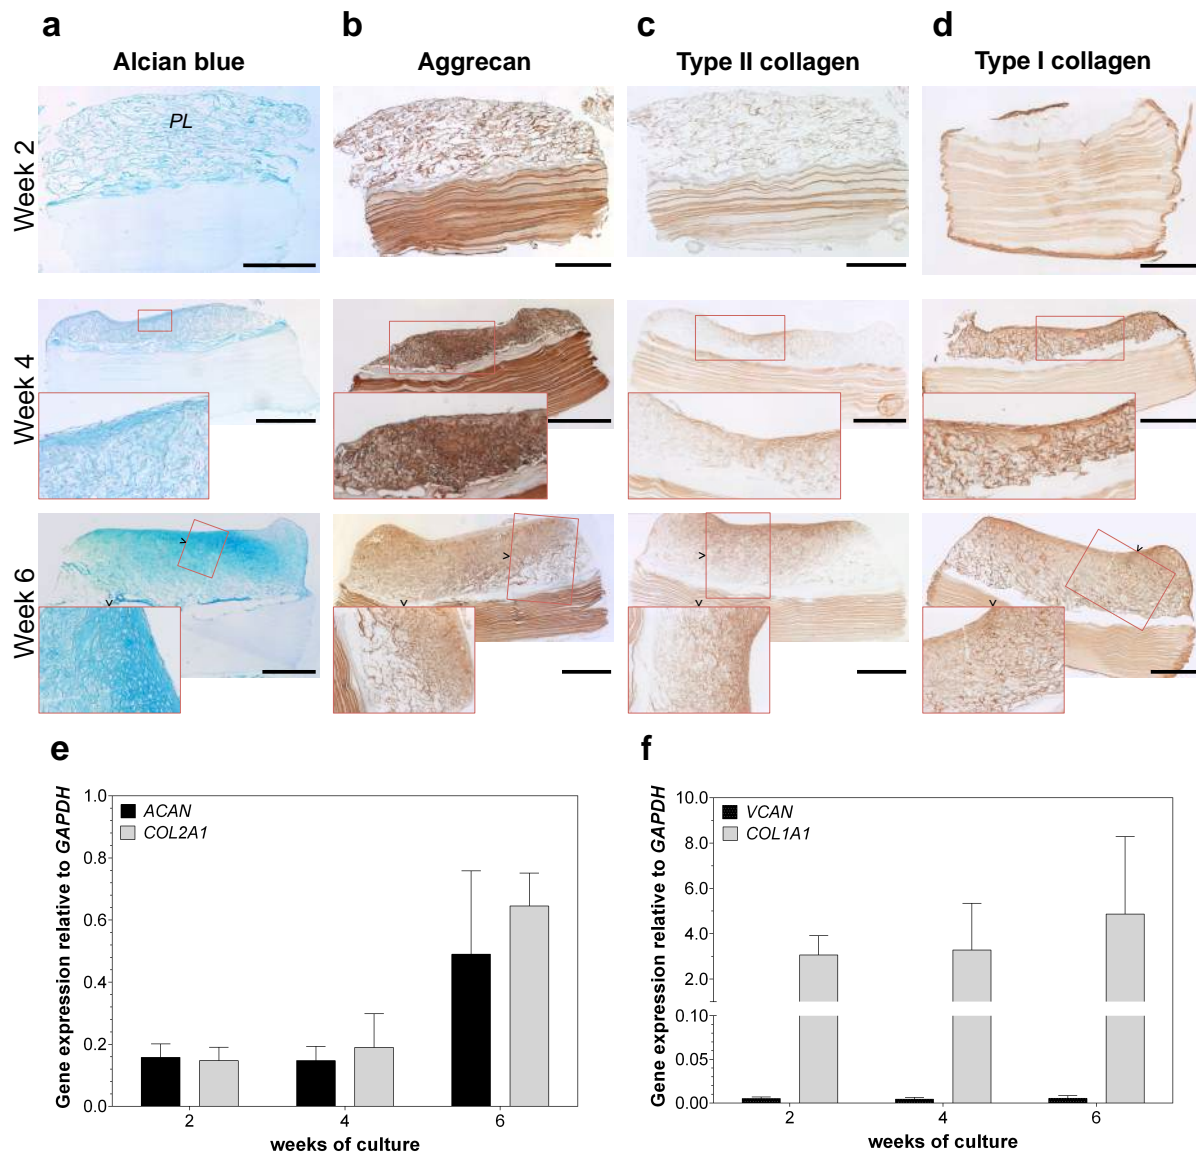 a
b
c
d
Alcian blue
Aggrecan
Type II collagen
Type I collagen
Week 2
PL
Week 4
Week 6
e
f
Gene expression relative to GAPDH
1.0
0.8
0.6
0.4
0.2
0.0
ACAN
COL2A1
2
4
6
weeks of culture
Gene expression relative to GAPDH
10.0
8.0
6.0
4.0
2.0
0.10
0.05
0.00
VCAN
COL1A1
2
4
6
weeks of culture